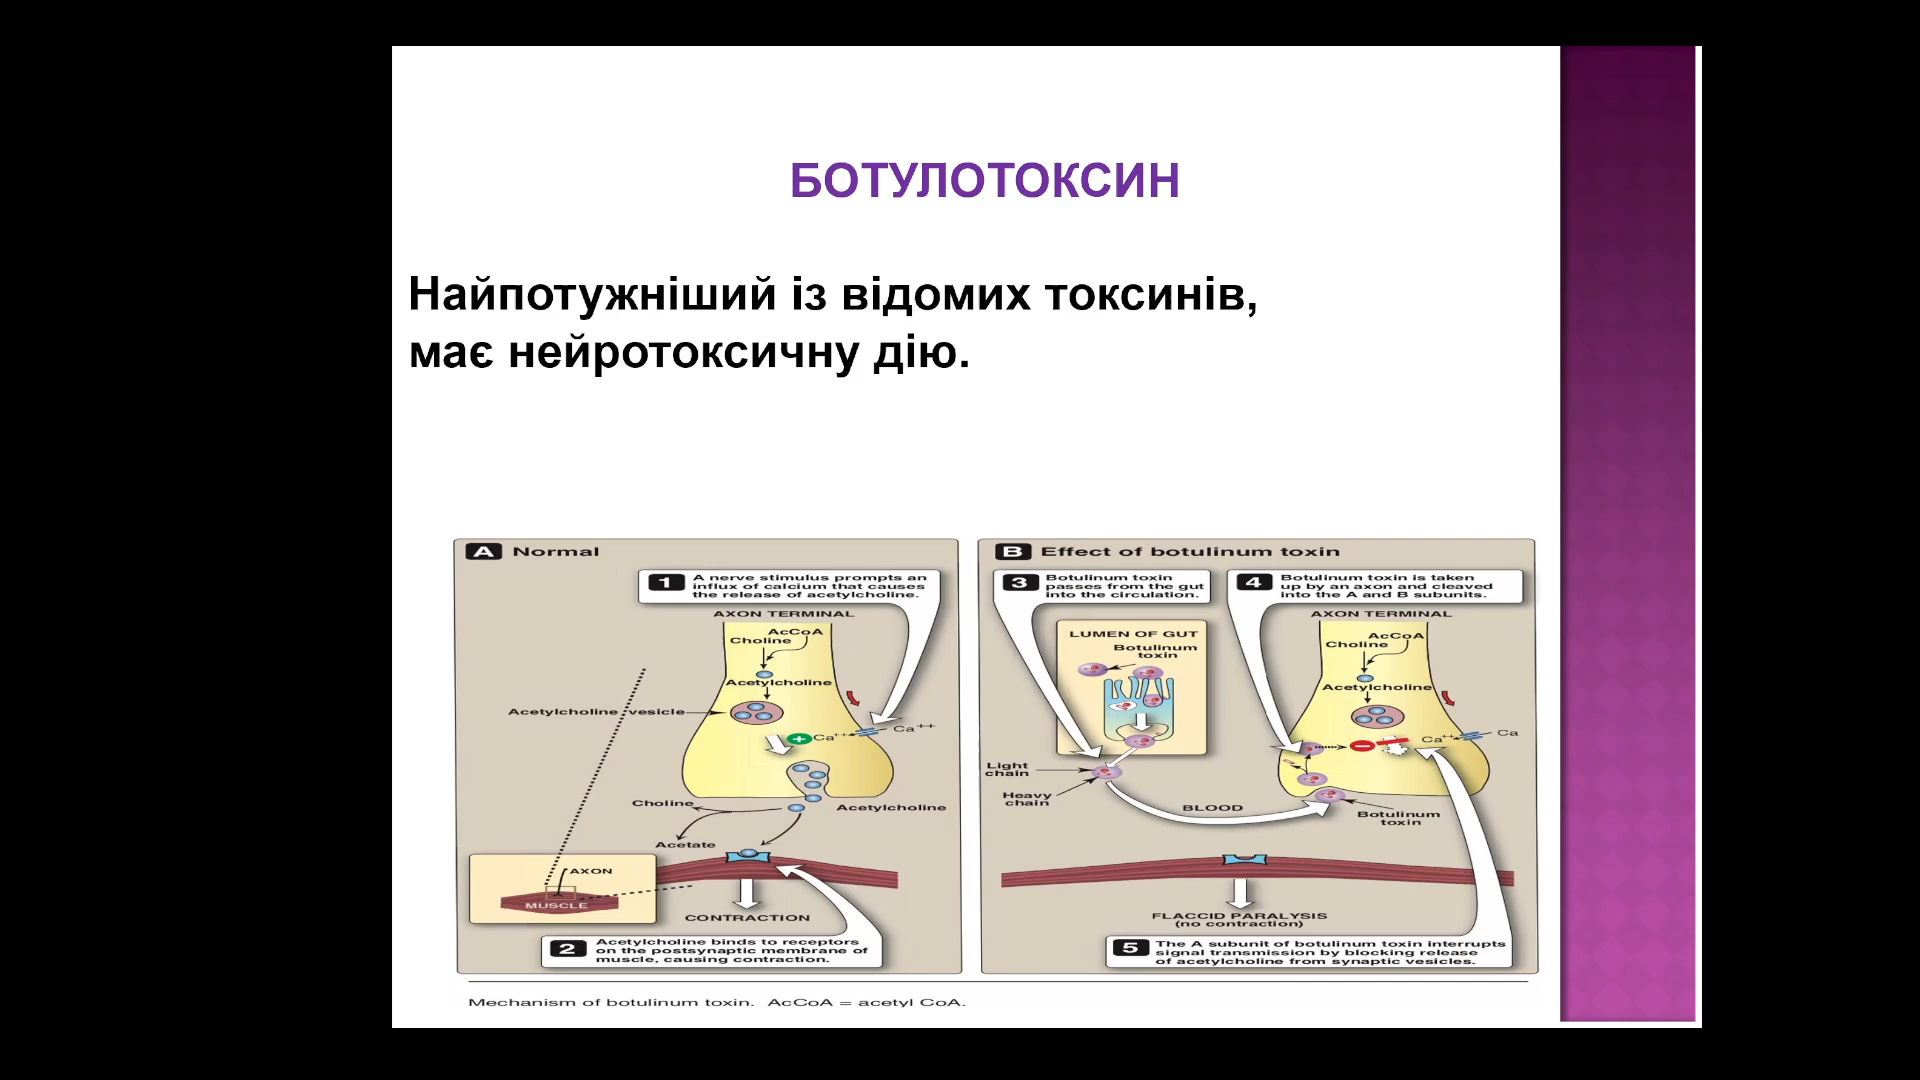 БОТУЛОТОКСИН
Найпотужніший із відомих токсинів,
має нейротоксичну дію.
A Normal
1 A nerve stimulus prompts an
influx of calcium that causes
the release of acetylcholine.
AXON TERMINAL
AcCoA
Choline
Acetylcholine
Acetylcholine vesicle
+
Ca++
Ca++
Choline
Acetylcholine
Acetate
AXON
MUSCLE
CONTRACTION
2 Acetylcholine binds to receptors
on the postsynaptic membrane of
muscle, causing contraction.
B Effect of botulinum toxin
3 Botulinum toxin
passes from the gut
into the circulation.
4 Botulinum toxin is taken
up by an axon and cleaved
into the A and B subunits.
LUMEN OF GUT
Botulinum
toxin
AXON TERMINAL
AcCoA
Choline
Acetylcholine
Ca++
Ca
Light
chain
Heavy
chain
BLOOD
Botulinum
toxin
FLACCID PARALYSIS
(no contraction)
5 The A subunit of botulinum toxin interrupts
signal transmission by blocking release
of acetylcholine from synaptic vesicles.
Mechanism of botulinum toxin. AcCoA = acetyl CoA.